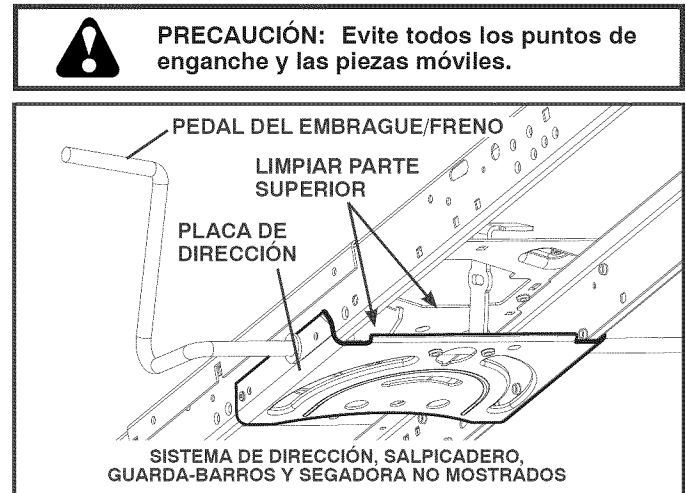 PRECAUCIÓN: Evite todos los puntos de
enganche y las piezas móviles.
PEDAL DEL EMBRAGUE/FRENO
LIMPIAR PARTE
SUPERIOR
PLACA DE
DIRECCIÓN
SISTEMA DE DIRECCIÓN, SALPICADERO,
GUARDA-BARROS Y SEGADORA NO MOSTRADOS